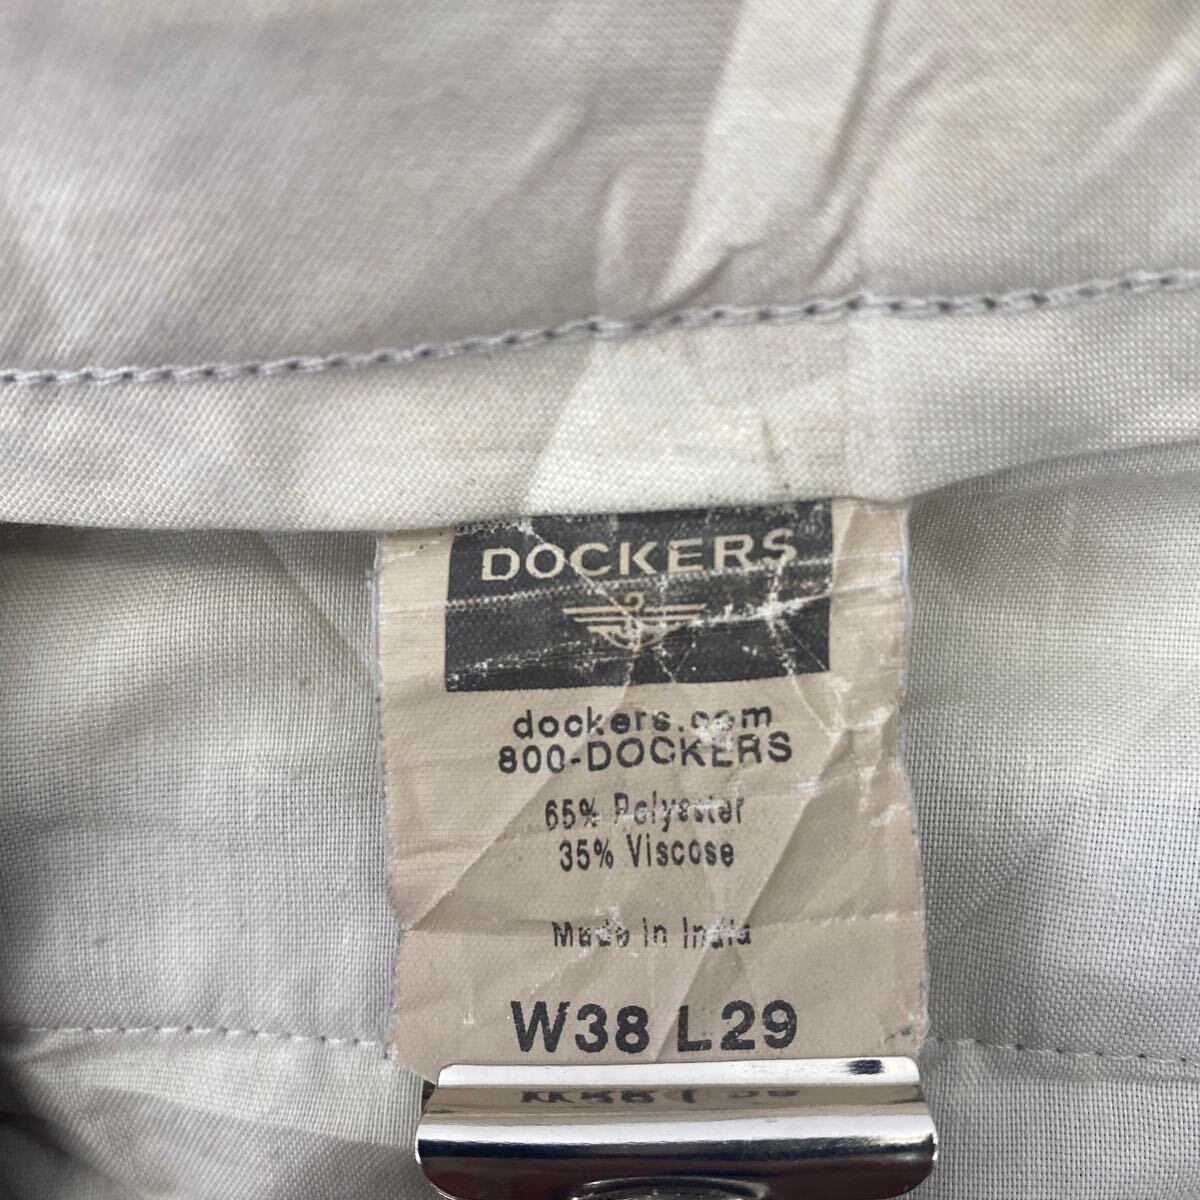 DOCKERS
dockers.com
800-DOCKERS
65% Polyester
35% Viscose
Made in India
W38 L29